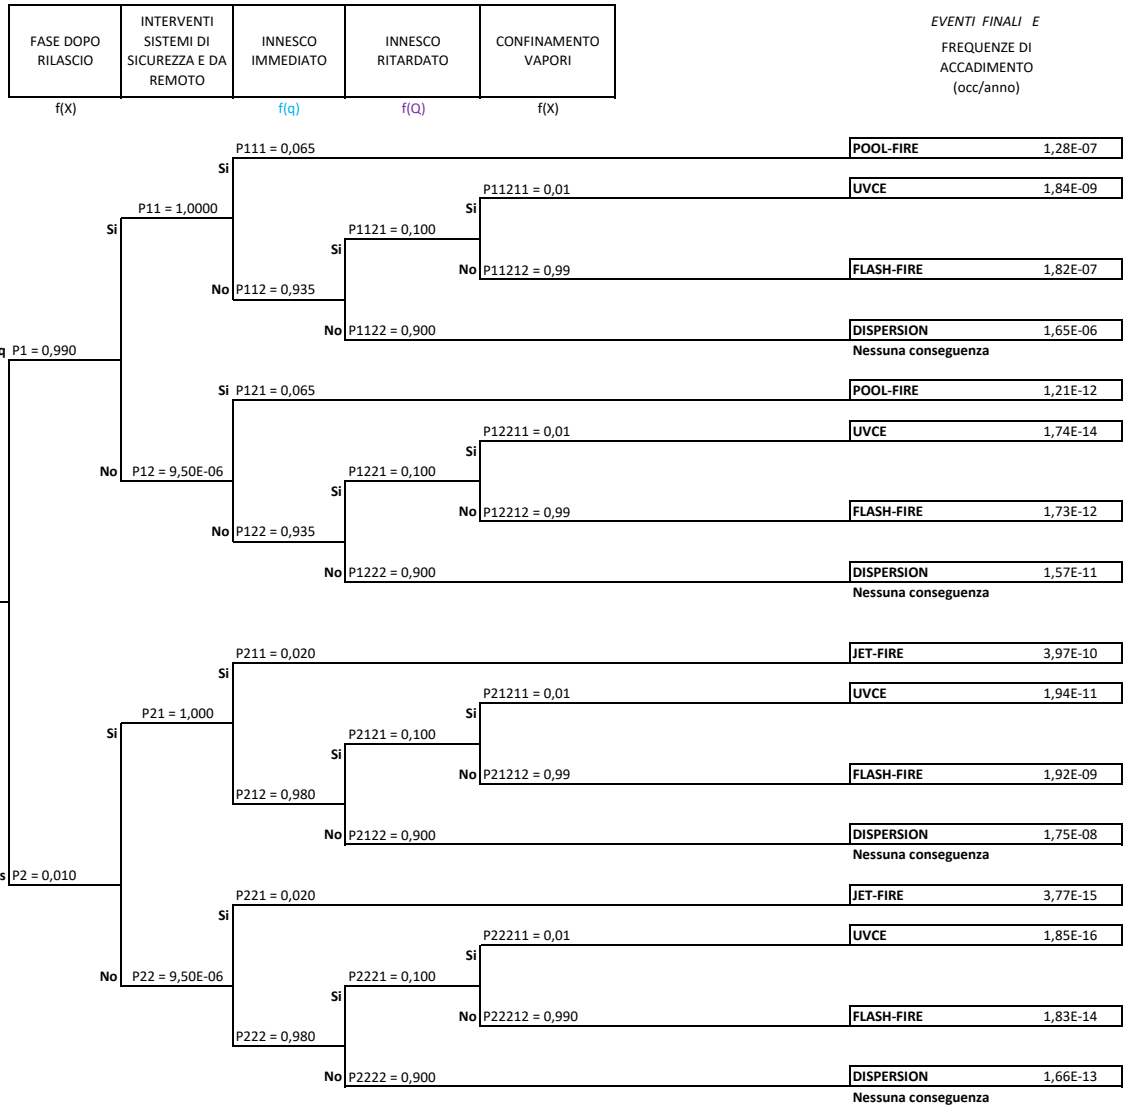 FASE DOPO
RILASCIO
INTERVENTI
SISTEMI DI
SICUREZZA E DA
REMOTO
INNESCO
IMMEDIATO
INNESCO
RITARDATO
CONFINAMENTO
VAPORI
EVENTI FINALI E
FREQUENZE DI
ACCADIMENTO
(occ/anno)
f(X)
f(q)
f(Q)
f(X)
P111 = 0,065
POOL-FIRE 1,28E-07
Si
P11211 = 0,01
UVCE 1,84E-09
P11 = 1,0000
Si
Si
P1121 = 0,100
Si
No P11212 = 0,99
FLASH-FIRE 1,82E-07
No P112 = 0,935
No P1122 = 0,900
DISPERSION 1,65E-06
q P1 = 0,990
Nessuna conseguenza
Si P121 = 0,065
POOL-FIRE 1,21E-12
P12211 = 0,01
UVCE 1,74E-14
Si
No P12 = 9,50E-06
P1221 = 0,100
Si
No P12212 = 0,99
FLASH-FIRE 1,73E-12
No P122 = 0,935
No P1222 = 0,900
DISPERSION 1,57E-11
Nessuna conseguenza
P211 = 0,020
JET-FIRE 3,97E-10
Si
P21211 = 0,01
UVCE 1,94E-11
P21 = 1,000
Si
Si
P2121 = 0,100
Si
No P21212 = 0,99
FLASH-FIRE 1,92E-09
P212 = 0,980
No P2122 = 0,900
DISPERSION 1,75E-08
Nessuna conseguenza
s P2 = 0,010
P221 = 0,020
JET-FIRE 3,77E-15
Si
P22211 = 0,01
UVCE 1,85E-16
Si
No P22 = 9,50E-06
P2221 = 0,100
Si
No P22212 = 0,990
FLASH-FIRE 1,83E-14
P222 = 0,980
No P2222 = 0,900
DISPERSION 1,66E-13
Nessuna conseguenza